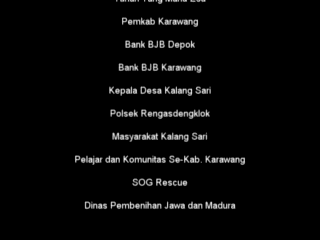 Pemkab Karawang
Bank BJB Depok
Bank BJB Karawang
Kepala Desa Kalang Sari
Polsek Rengasdengklok
Masyarakat Kalang Sari
Pelajar dan Komunitas Se-Kab. Karawang
SOG Rescue
Dinas Pembenihan Jawa dan Madura